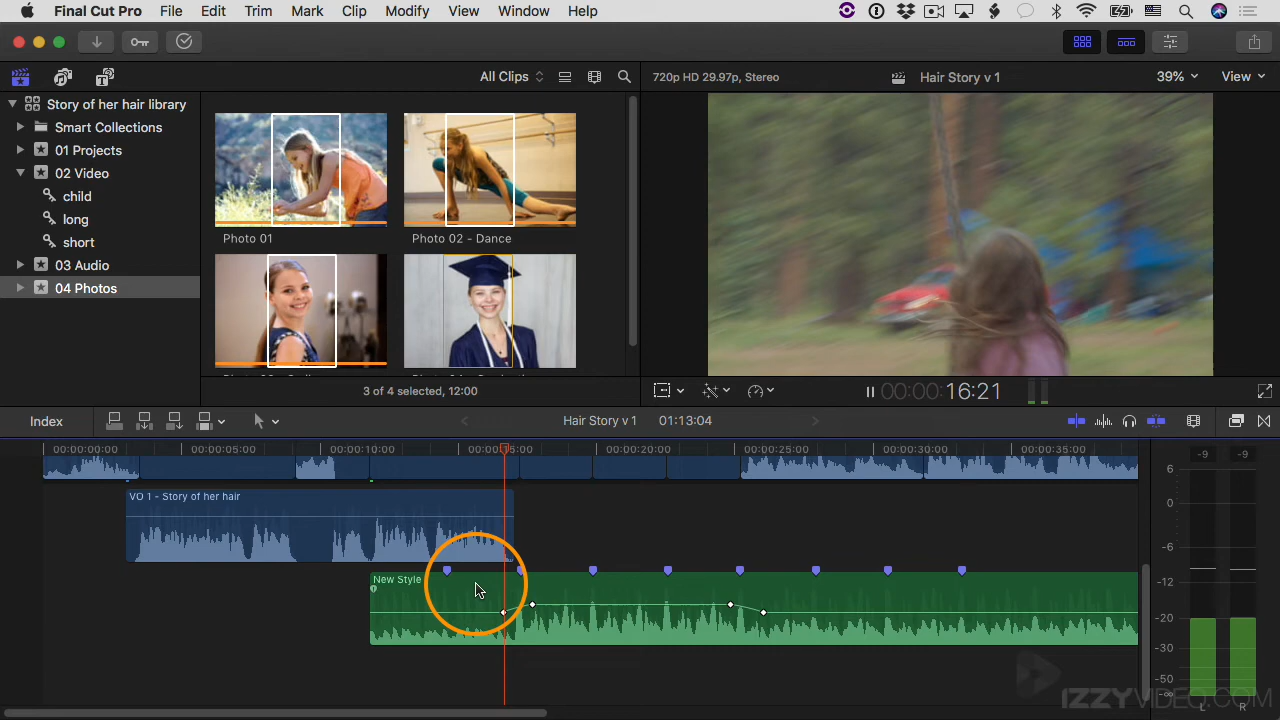 Final Cut Pro File Edit Trim Mark Clip Modify View Window Help
All Clips
720p HD 29.97p, Stereo
Hair Story v 1
39%
View
Story of her hair library
Smart Collections
01 Projects
02 Video
child
long
short
03 Audio
04 Photos
Photo 01
Photo 02 - Dance
3 of 4 selected, 12:00
00:00:16:21
Index
Hair Story v 1
01:13:04
00:00:00:00
00:00:05:00
00:00:10:00
00:00:20:00
00:00:25:00
00:00:30:00
00:00:35:00
VO 1 - Story of her hair
New Style
-9 -9
6
0
-6
-12
-20
-30
-50
-∞
L R
IZZYVIDEO.COM